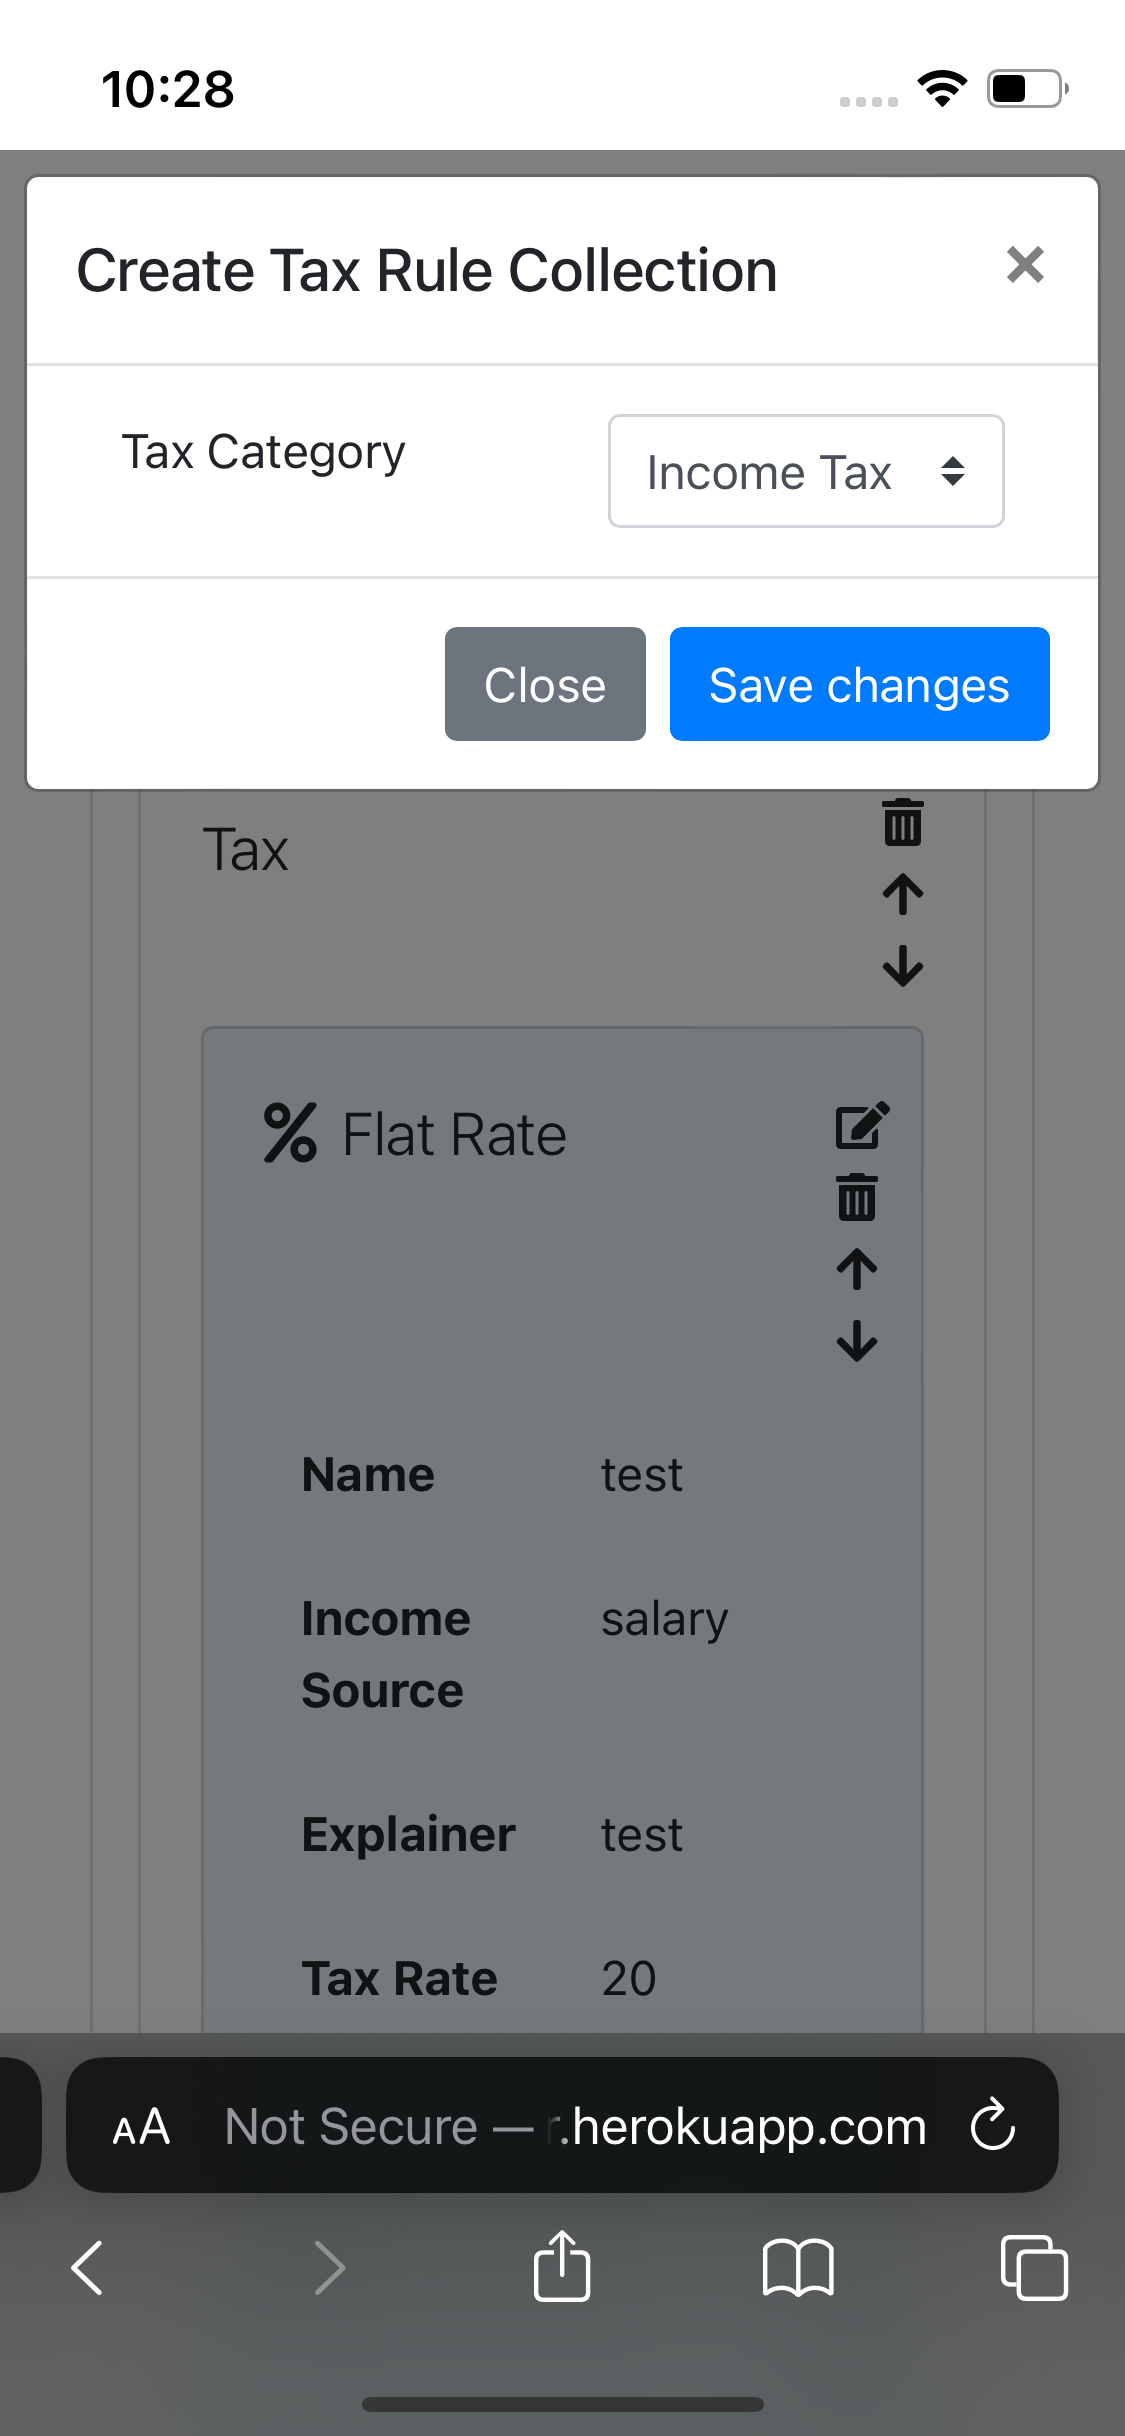 10:28
Create Tax Rule Collection
Tax Category
Income Tax
Close
Save changes
Tax
% Flat Rate
Name test
Income Source salary
Explainer test
Tax Rate 20
AA Not Secure — r.herokuapp.com